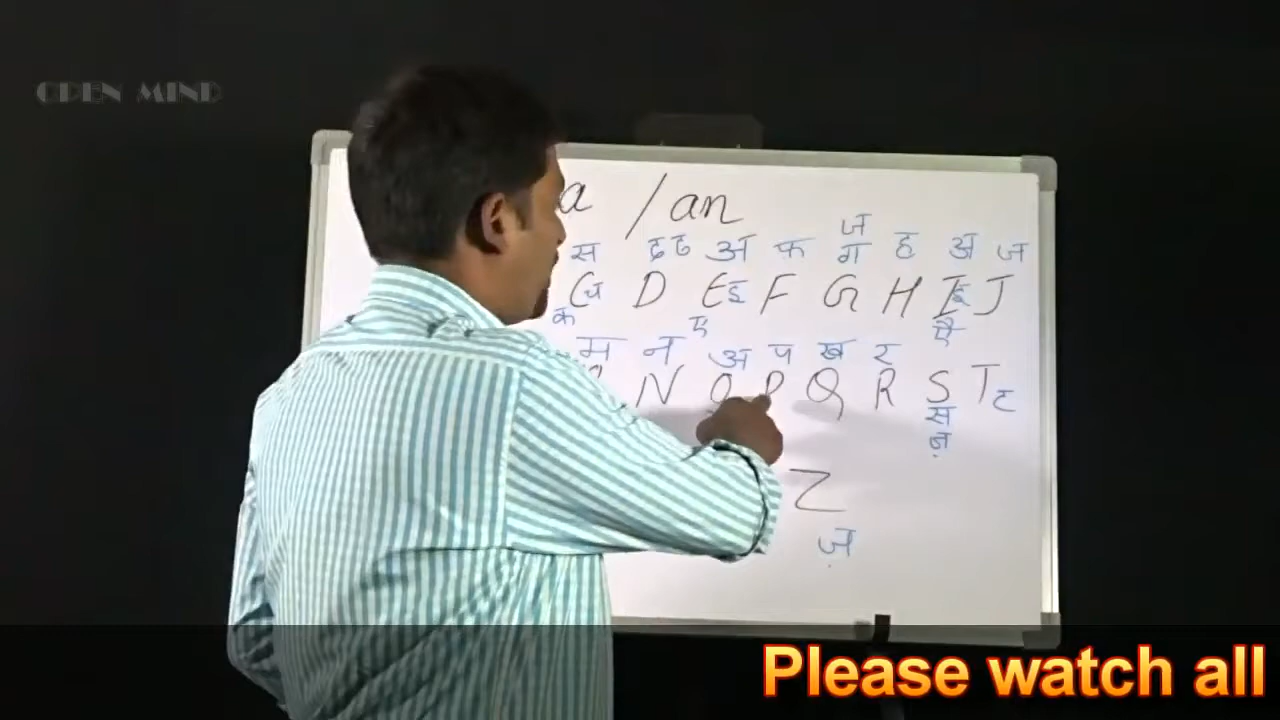 OPEN MIND
a / an
ज
स द ढ अ फ़ ग ह अ ज
C च D E इ F G H I ई J
क ए ऐ
म न अ प ख र
N O P Q R S T ट
स
ज़
Z
ज़
Please watch all